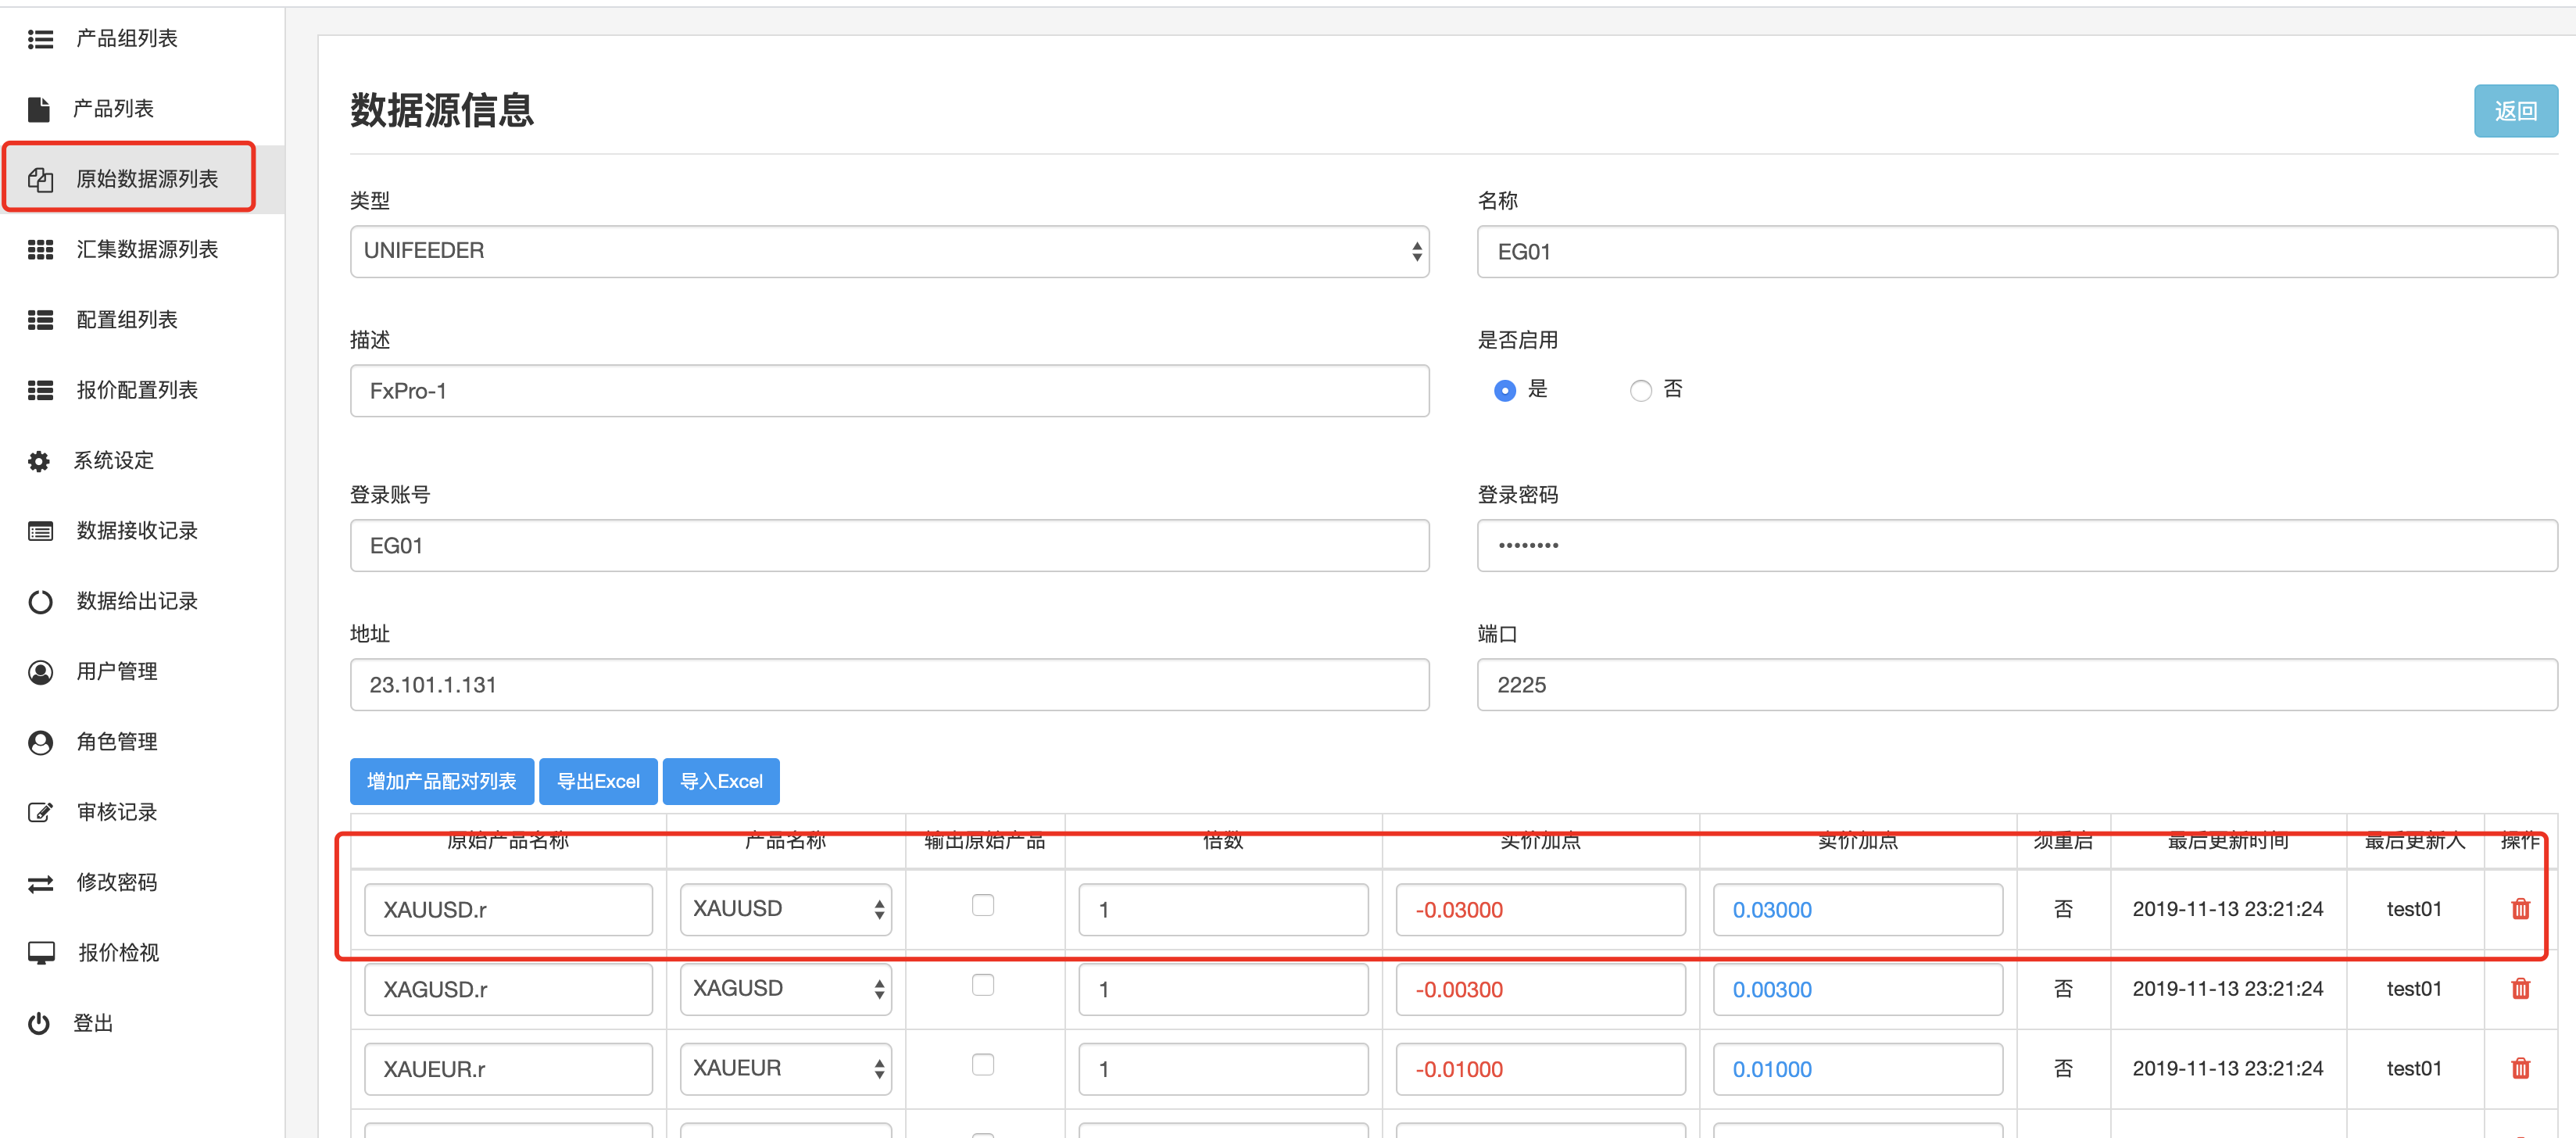 产品组列表
产品列表
原始数据源列表
汇集数据源列表
配置组列表
报价配置列表
系统设定
数据接收记录
数据给出记录
用户管理
角色管理
审核记录
修改密码
报价检视
登出
数据源信息
返回
类型
名称
UNIFEEDER
EG01
描述
是否启用
FxPro-1
是
否
登录账号
登录密码
EG01
••••••••
地址
端口
23.101.1.131
2225
增加产品配对列表 导出Excel 导入Excel
原始产品名称 产品名称 输出原始产品 倍数 买价加点 卖价加点 须重启 最后更新时间 最后更新人 操作
XAUUSD.r XAUUSD 1 -0.03000 0.03000 否 2019-11-13 23:21:24 test01
XAGUSD.r XAGUSD 1 -0.00300 0.00300 否 2019-11-13 23:21:24 test01
XAUEUR.r XAUEUR 1 -0.01000 0.01000 否 2019-11-13 23:21:24 test01